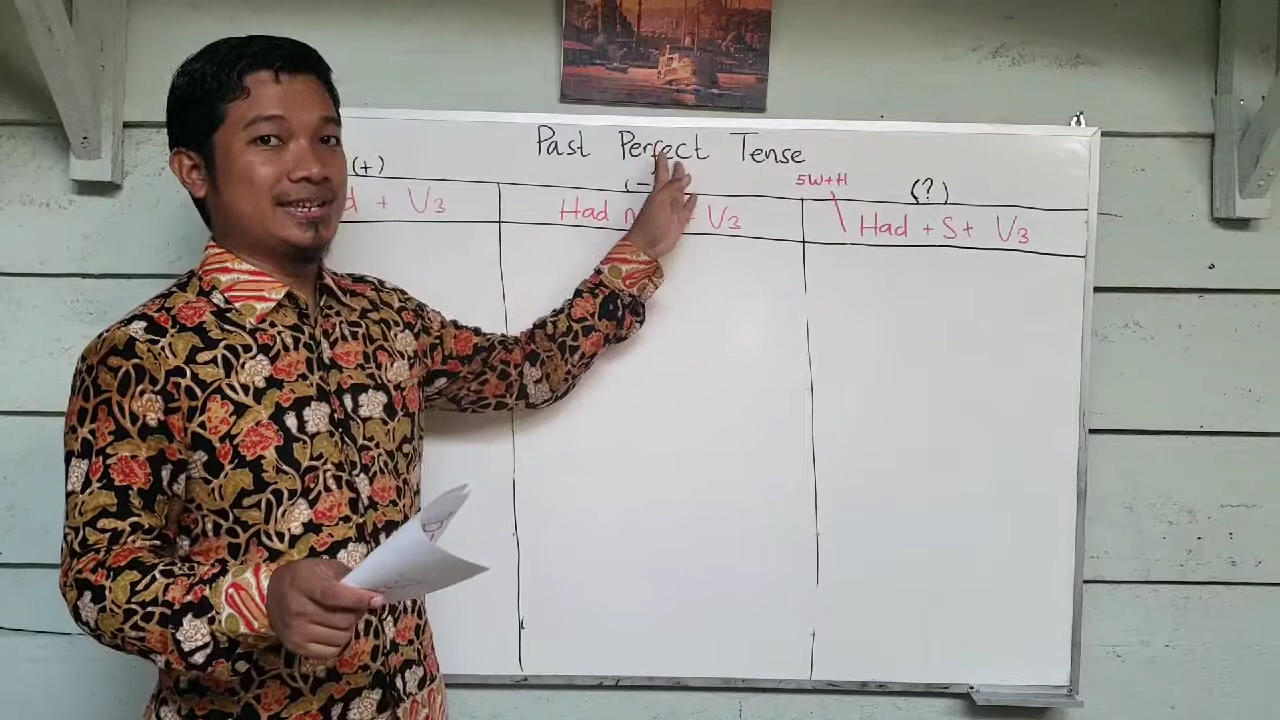 Past Perfect Tense
(+)
(-)
5W+H
(?)
+ V3
Had + V3
Had + S + V3